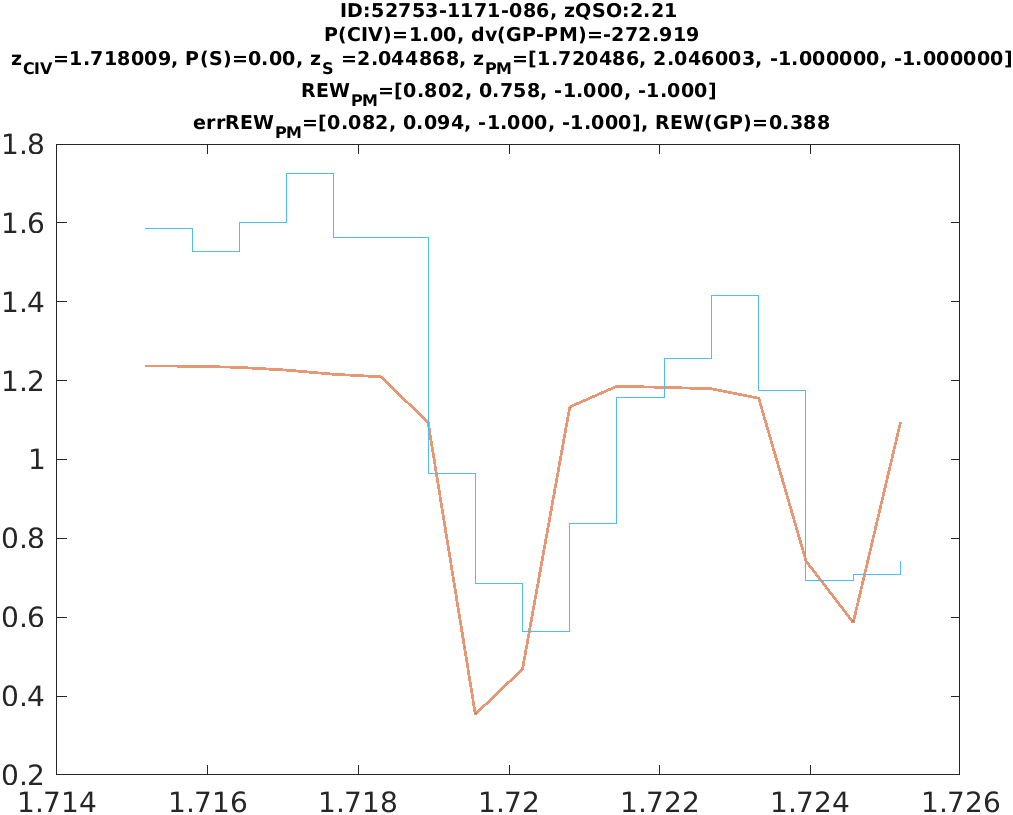 ID:52753-1171-086, zQSO:2.21
P(CIV)=1.00, dv(GP-PM)=-272.919
zCIV=1.718009, P(S)=0.00, zS =2.044868, zPM=[1.720486, 2.046003, -1.000000, -1.000000]
REWPM=[0.802, 0.758, -1.000, -1.000]
errREWPM=[0.082, 0.094, -1.000, -1.000], REW(GP)=0.388
1.8
1.6
1.4
1.2
1
0.8
0.6
0.4
0.2
1.714 1.716 1.718 1.72 1.722 1.724 1.726